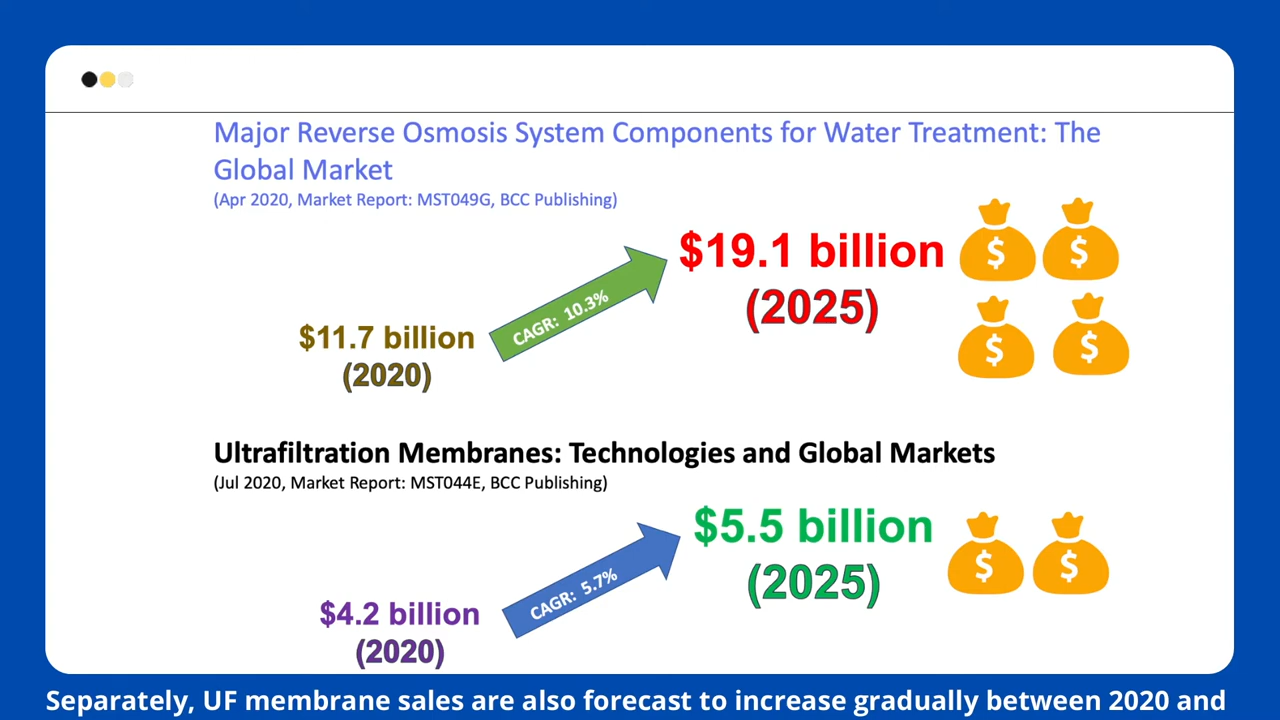 Major Reverse Osmosis System Components for Water Treatment: The
Global Market
(Apr 2020, Market Report: MST049G, BCC Publishing)
$19.1 billion
(2025)
$ $
$ $
CAGR: 10.3%
$11.7 billion
(2020)
Ultrafiltration Membranes: Technologies and Global Markets
(Jul 2020, Market Report: MST044E, BCC Publishing)
$5.5 billion
(2025)
$ $
CAGR: 5.7%
$4.2 billion
(2020)
Separately, UF membrane sales are also forecast to increase gradually between 2020 and